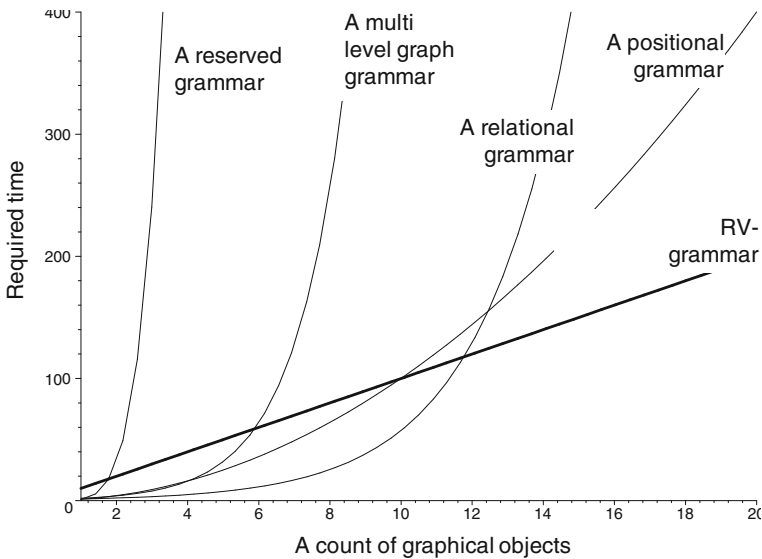 400
300
200
100
0
Required time
A reserved
grammar
A multi
level graph
grammar
A relational
grammar
A positional
grammar
RV-
grammar
2 4 6 8 10 12 14 16 18 20
A count of graphical objects